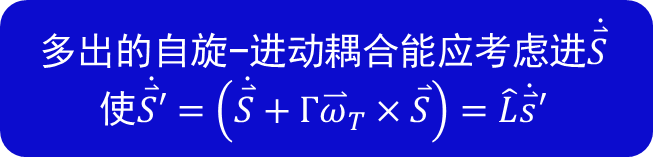 多出的自旋–进动耦合能应考虑进$\dot{\vec{S}}$
使$\dot{\vec{S}}' = \left(\dot{\vec{S}} + \Gamma\vec{\omega}_T \times \vec{S}\right) = \hat{L}\dot{\vec{s}}'$